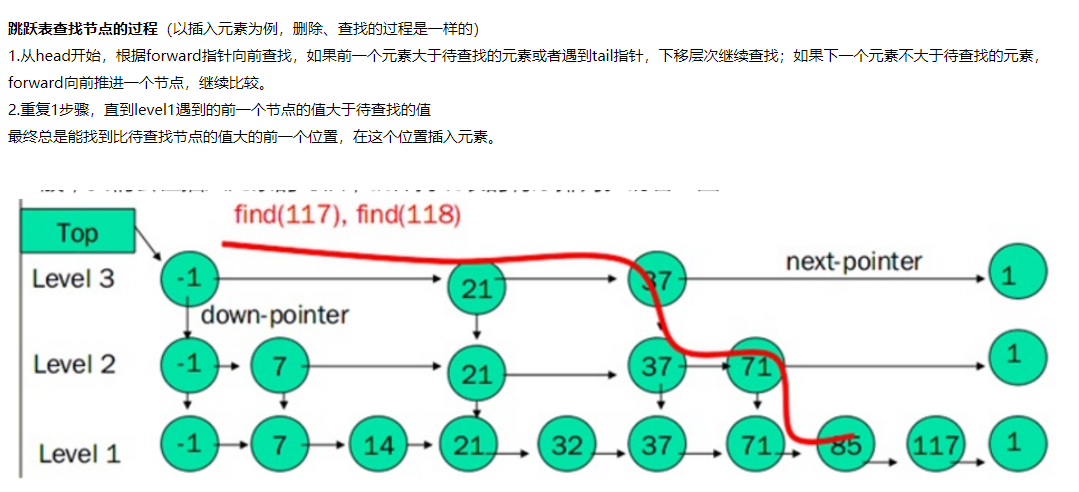 跳跃表查找节点的过程（以插入元素为例，删除、查找的过程是一样的）
1.从head开始，根据forward指针向前查找，如果前一个元素大于待查找的元素或者遇到tail指针，下移层次继续查找；如果下一个元素不大于待查找的元素，
forward向前推进一个节点，继续比较。
2.重复1步骤，直到level1遇到的前一个节点的值大于待查找的值
最终总是能找到比待查找节点的值大的前一个位置，在这个位置插入元素。
find(117), find(118)
Top
next-pointer
Level 3 -1 21 37 1
down-pointer
Level 2 -1 7 21 37 71 1
Level 1 -1 7 14 21 32 37 71 85 117 1